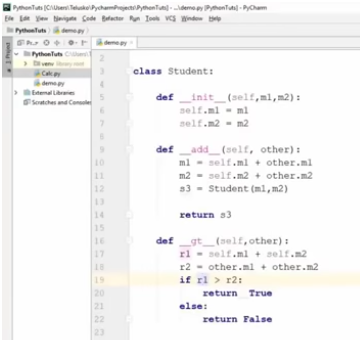 PythonTuts [C:\Users\Telusko\PycharmProjects\PythonTuts] - ...\demo.py [PythonTuts] - PyCharm
File Edit View Navigate Code Refactor Run Tools VCS Window Help
PythonTuts demo.py
1: Project
Pr..
demo.py
PythonTuts C:\Users\T
venv library root
Calc.py
demo.py
External Libraries
Scratches and Consoles
2
3 class Student:
4
5 def __init__(self,m1,m2):
6 self.m1 = m1
7 self.m2 = m2
8
9 def __add__(self, other):
10 m1 = self.m1 + other.m1
11 m2 = self.m2 + other.m2
12 s3 = Student(m1,m2)
13
14 return s3
15
16 def __gt__(self,other):
17 r1 = self.m1 + self.m2
18 r2 = other.m1 + other.m2
19 if r1 > r2:
20 return True
21 else:
22 return False
23